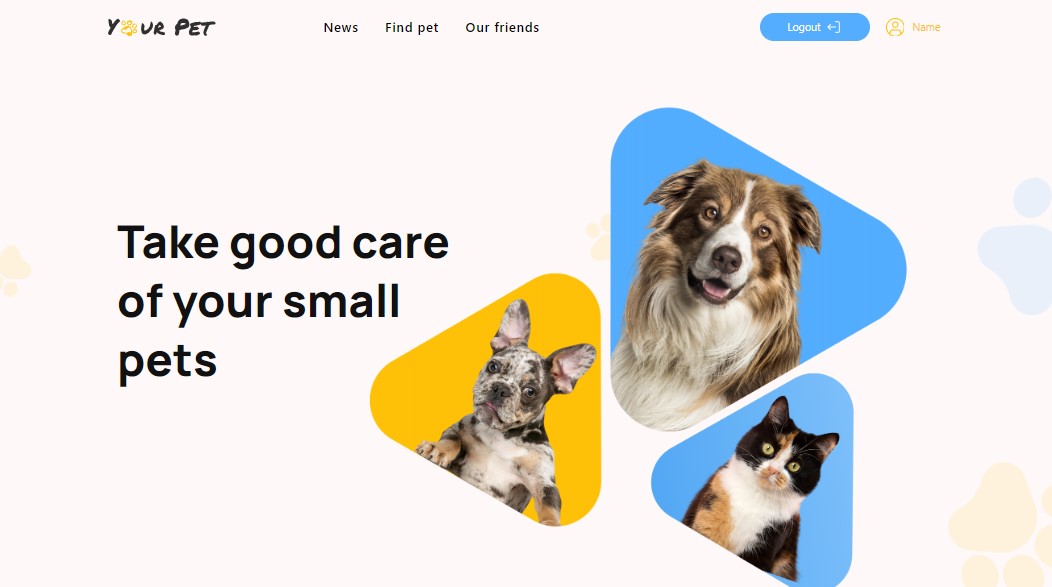 Your Pet
News
Find pet
Our friends
Logout
Name
Take good care
of your small
pets